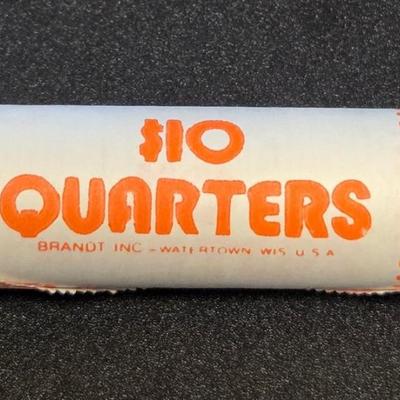 $10
QUARTERS
BRANDT INC - WATERTOWN WIS U S A